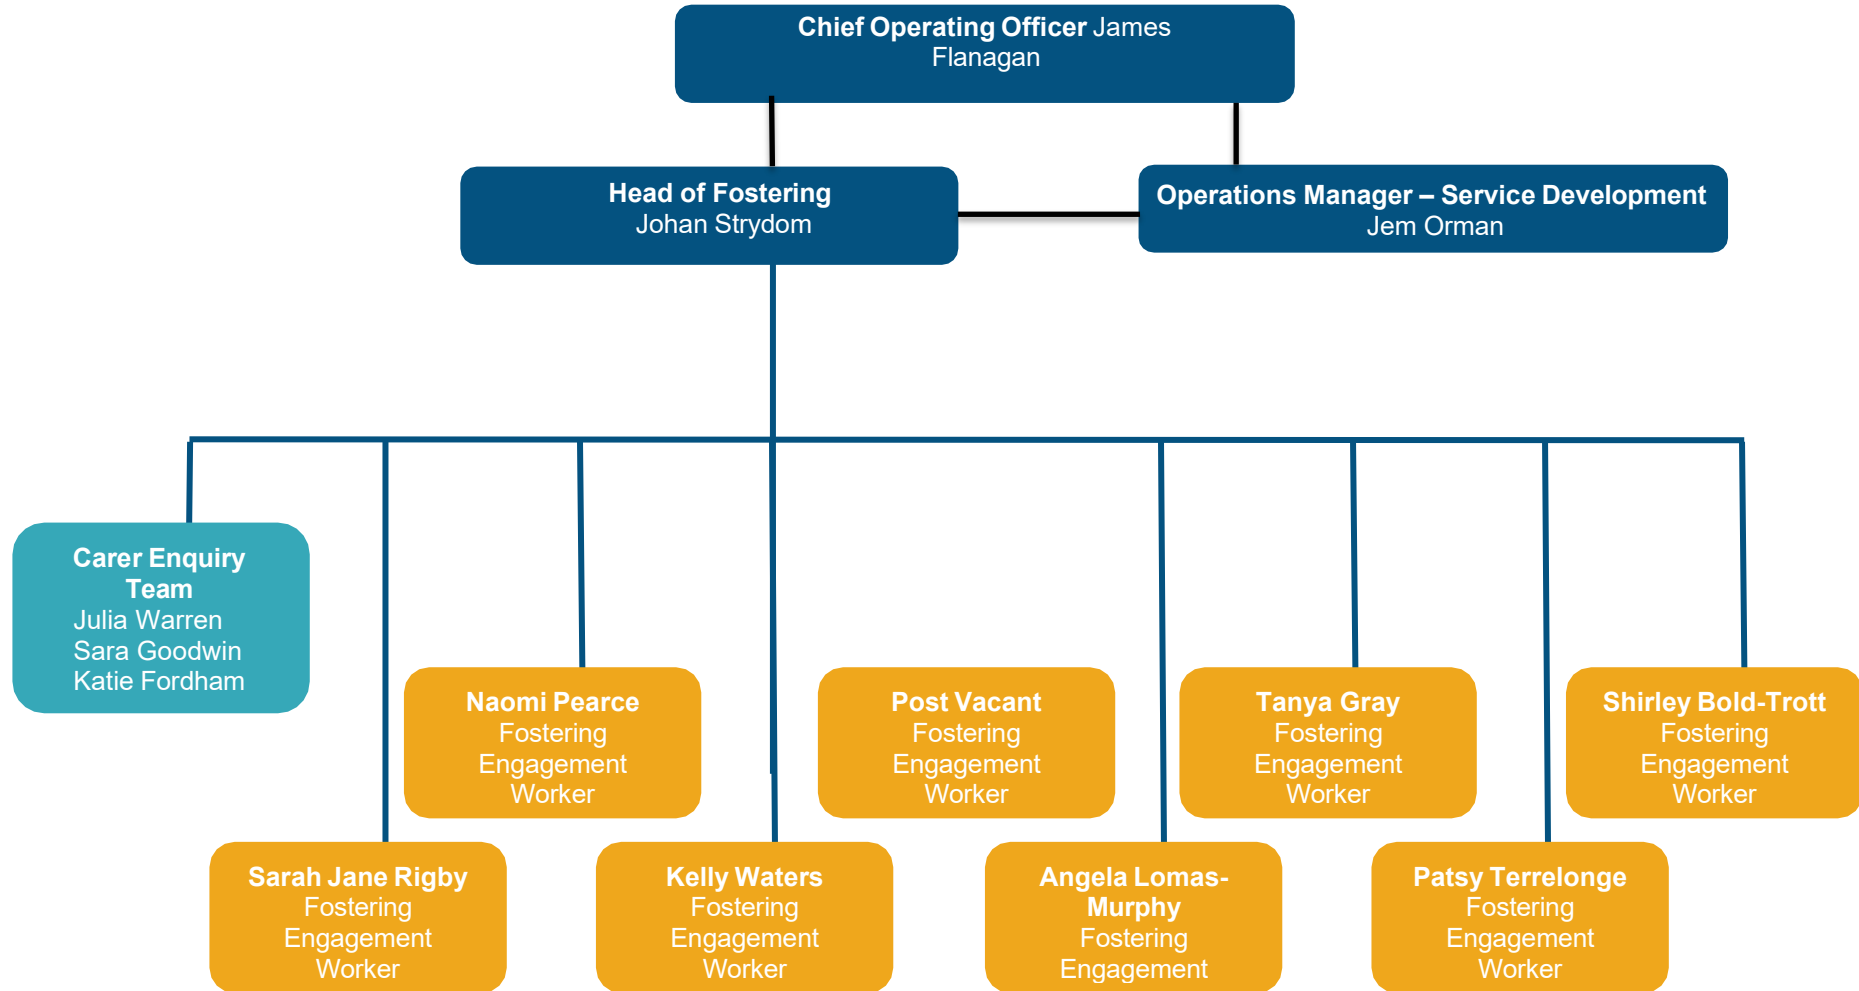 Chief Operating Officer James
Flanagan
Head of Fostering
Johan Strydom
Operations Manager – Service Development
Jem Orman
Carer Enquiry
Team
Julia Warren
Sara Goodwin
Katie Fordham
Naomi Pearce
Fostering
Engagement
Worker
Post Vacant
Fostering
Engagement
Worker
Tanya Gray
Fostering
Engagement
Worker
Shirley Bold-Trott
Fostering
Engagement
Worker
Sarah Jane Rigby
Fostering
Engagement
Worker
Kelly Waters
Fostering
Engagement
Worker
Angela Lomas-
Murphy
Fostering
Engagement
Patsy Terrelonge
Fostering
Engagement
Worker